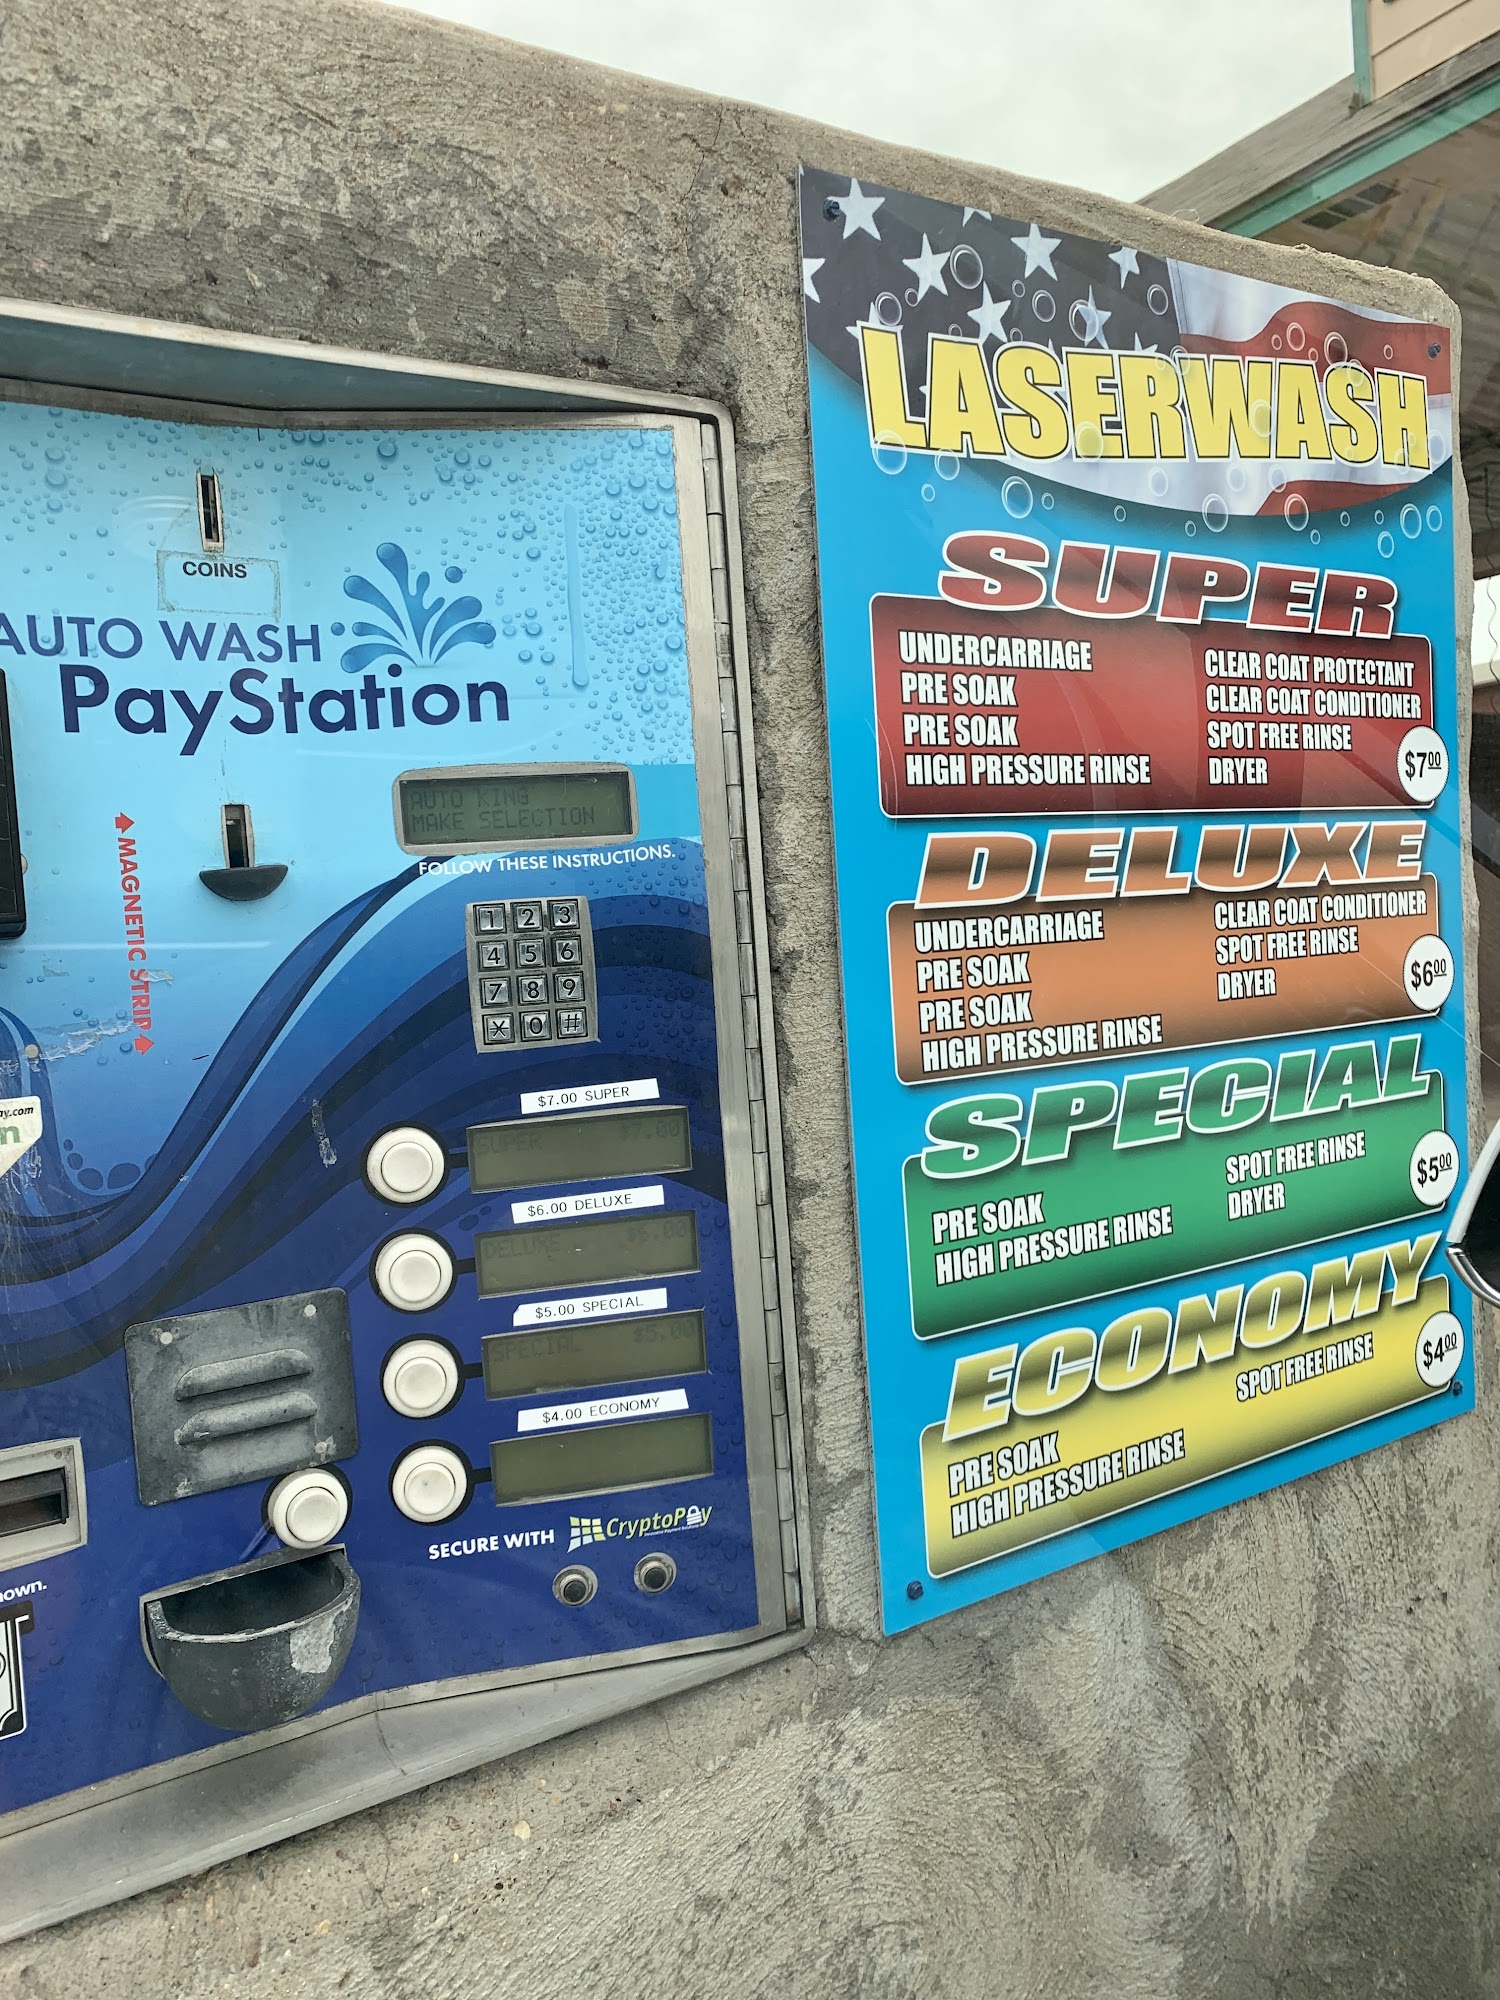 COINS
AUTO WASH
PayStation
AUTO KING
MAKE SELECTION
FOLLOW THESE INSTRUCTIONS.
MAGNETIC STRIP
1 2 3
4 5 6
7 8 9
* 0 #
$7.00 SUPER
SUPER $7.00
$6.00 DELUXE
DELUXE $6.00
$5.00 SPECIAL
SPECIAL $5.00
$4.00 ECONOMY
SECURE WITH CryptoPay
LASERWASH
SUPER
UNDERCARRIAGE
PRE SOAK
PRE SOAK
HIGH PRESSURE RINSE
CLEAR COAT PROTECTANT
CLEAR COAT CONDITIONER
SPOT FREE RINSE
DRYER
$7.00
DELUXE
UNDERCARRIAGE
PRE SOAK
PRE SOAK
HIGH PRESSURE RINSE
CLEAR COAT CONDITIONER
SPOT FREE RINSE
DRYER
$6.00
SPECIAL
PRE SOAK
HIGH PRESSURE RINSE
SPOT FREE RINSE
DRYER
$5.00
ECONOMY
PRE SOAK
HIGH PRESSURE RINSE
SPOT FREE RINSE
$4.00